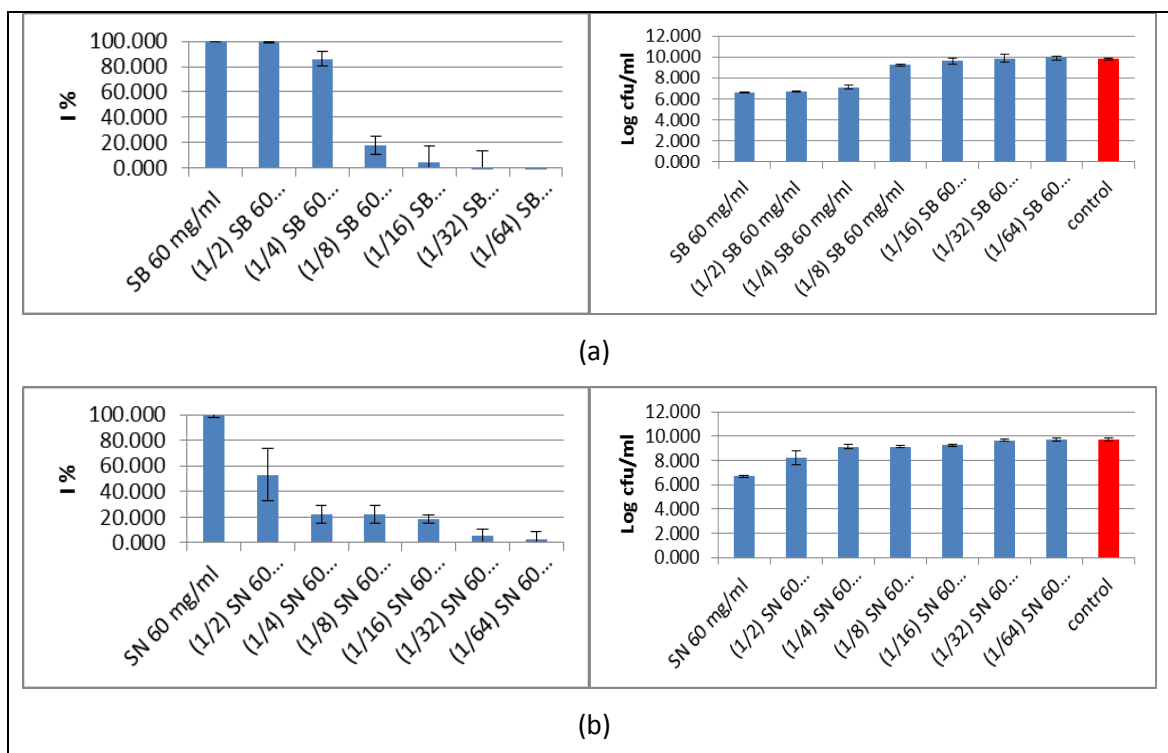 I %
100.000
80.000
60.000
40.000
20.000
0.000
SB 60 mg/ml
(1/2) SB 60...
(1/4) SB 60...
(1/8) SB 60...
(1/16) SB...
(1/32) SB...
(1/64) SB...
Log cfu/ml
12.000
10.000
8.000
6.000
4.000
2.000
0.000
SB 60 mg/ml
(1/2) SB 60 mg/ml
(1/4) SB 60 mg/ml
(1/8) SB 60 mg/ml
(1/16) SB 60...
(1/32) SB 60...
(1/64) SB 60...
control
(a)
I %
100.000
80.000
60.000
40.000
20.000
0.000
SN 60 mg/ml
(1/2) SN 60...
(1/4) SN 60...
(1/8) SN 60...
(1/16) SN 60...
(1/32) SN 60...
(1/64) SN 60...
Log cfu/ml
12.000
10.000
8.000
6.000
4.000
2.000
0.000
SN 60 mg/ml
(1/2) SN 60...
(1/4) SN 60...
(1/8) SN 60...
(1/16) SN 60...
(1/32) SN 60...
(1/64) SN 60...
control
(b)